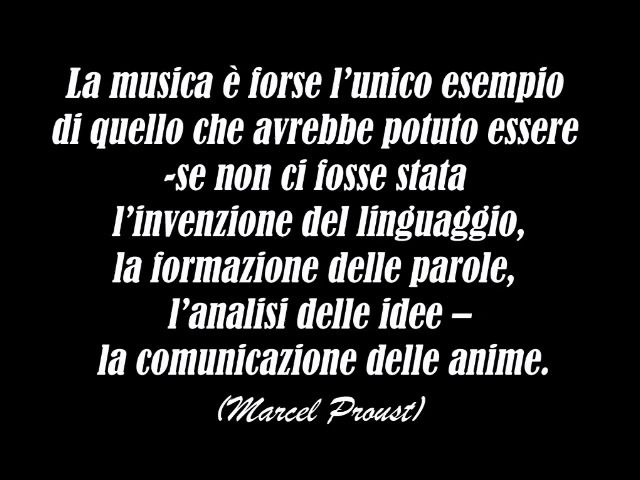 La musica è forse l'unico esempio
di quello che avrebbe potuto essere
-se non ci fosse stata
l'invenzione del linguaggio,
la formazione delle parole,
l'analisi delle idee –
la comunicazione delle anime.
(Marcel Proust)